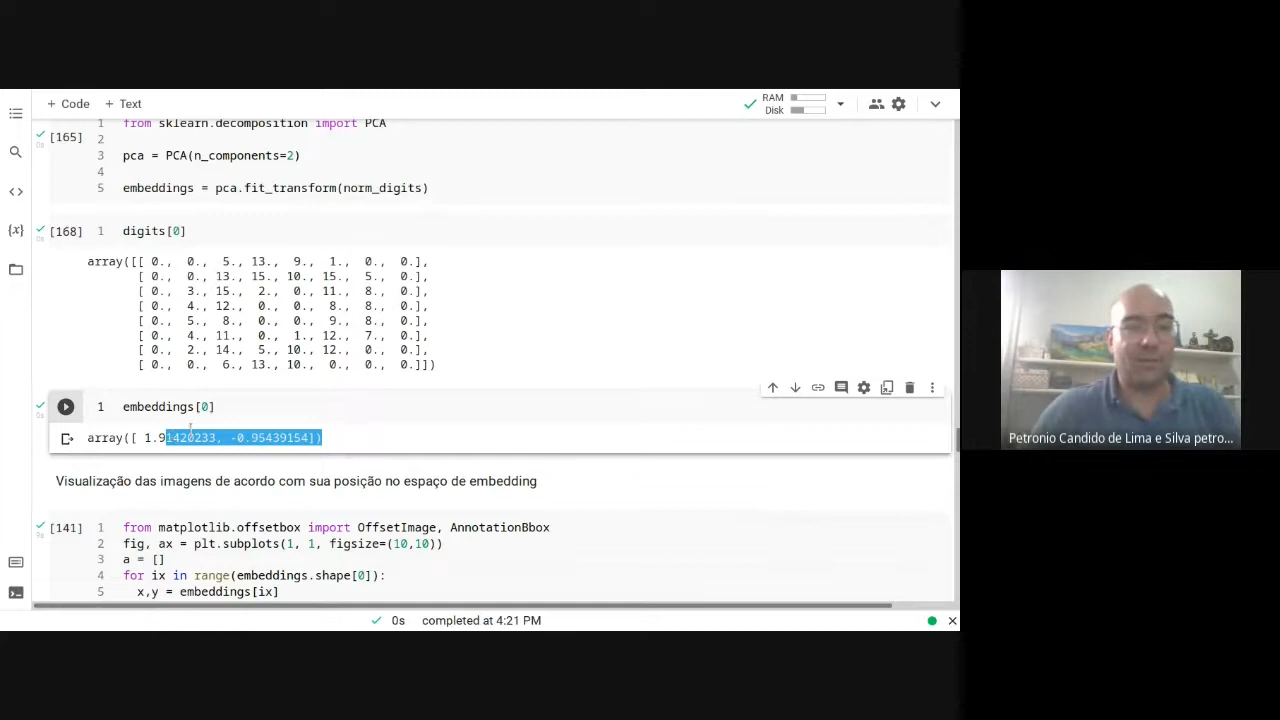 + Code + Text
RAM
Disk
from sklearn.decomposition import PCA
[165] 1
2
3 pca = PCA(n_components=2)
4
5 embeddings = pca.fit_transform(norm_digits)
[168] 1 digits[0]
array([[ 0., 0., 5., 13., 9., 1., 0., 0.],
[ 0., 0., 13., 15., 10., 15., 5., 0.],
[ 0., 3., 15., 2., 0., 11., 8., 0.],
[ 0., 4., 12., 0., 0., 8., 8., 0.],
[ 0., 5., 8., 0., 0., 9., 8., 0.],
[ 0., 4., 11., 0., 1., 12., 7., 0.],
[ 0., 2., 14., 5., 10., 12., 0., 0.],
[ 0., 0., 6., 13., 10., 0., 0., 0.]])
1 embeddings[0]
array([ 1.91420233, -0.95439154])
Visualização das imagens de acordo com sua posição no espaço de embedding
[141] 1 from matplotlib.offsetbox import OffsetImage, AnnotationBbox
2 fig, ax = plt.subplots(1, 1, figsize=(10,10))
3 a = []
4 for ix in range(embeddings.shape[0]):
5 x,y = embeddings[ix]
0s completed at 4:21 PM
Petronio Candido de Lima e Silva petro...